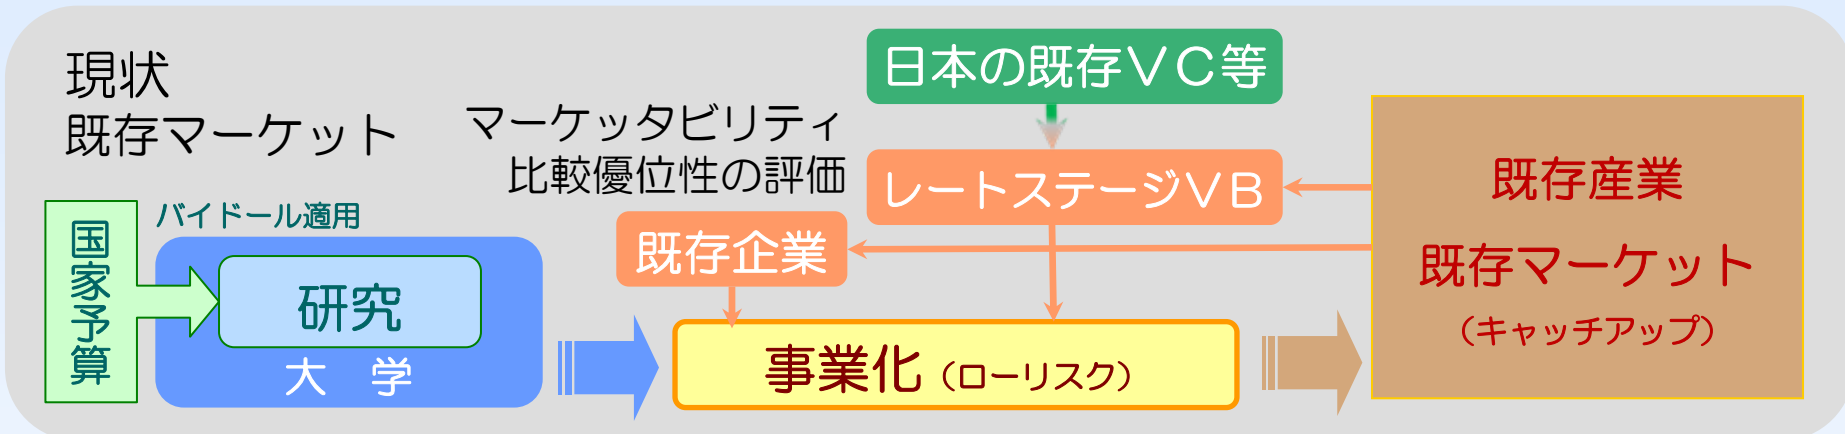 現状
既存マーケット
マーケッタビリティ
比較優位性の評価
日本の既存ＶＣ等
レートステージＶＢ
既存企業
バイドール適用
国家予算
研究
大　学
事業化（ローリスク）
既存産業
既存マーケット
（キャッチアップ）